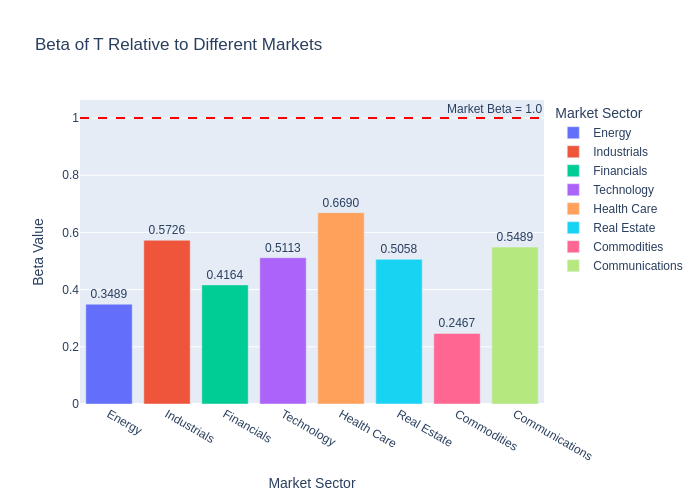 Beta of T Relative to Different Markets
Market Beta = 1.0
Market Sector
Energy
Industrials
Financials
Technology
Health Care
Real Estate
Commodities
Communications
Beta Value
1
0.8
0.6
0.4
0.2
0
0.3489
0.5726
0.4164
0.5113
0.6690
0.5058
0.2467
0.5489
Energy
Industrials
Financials
Technology
Health Care
Real Estate
Commodities
Communications
Market Sector